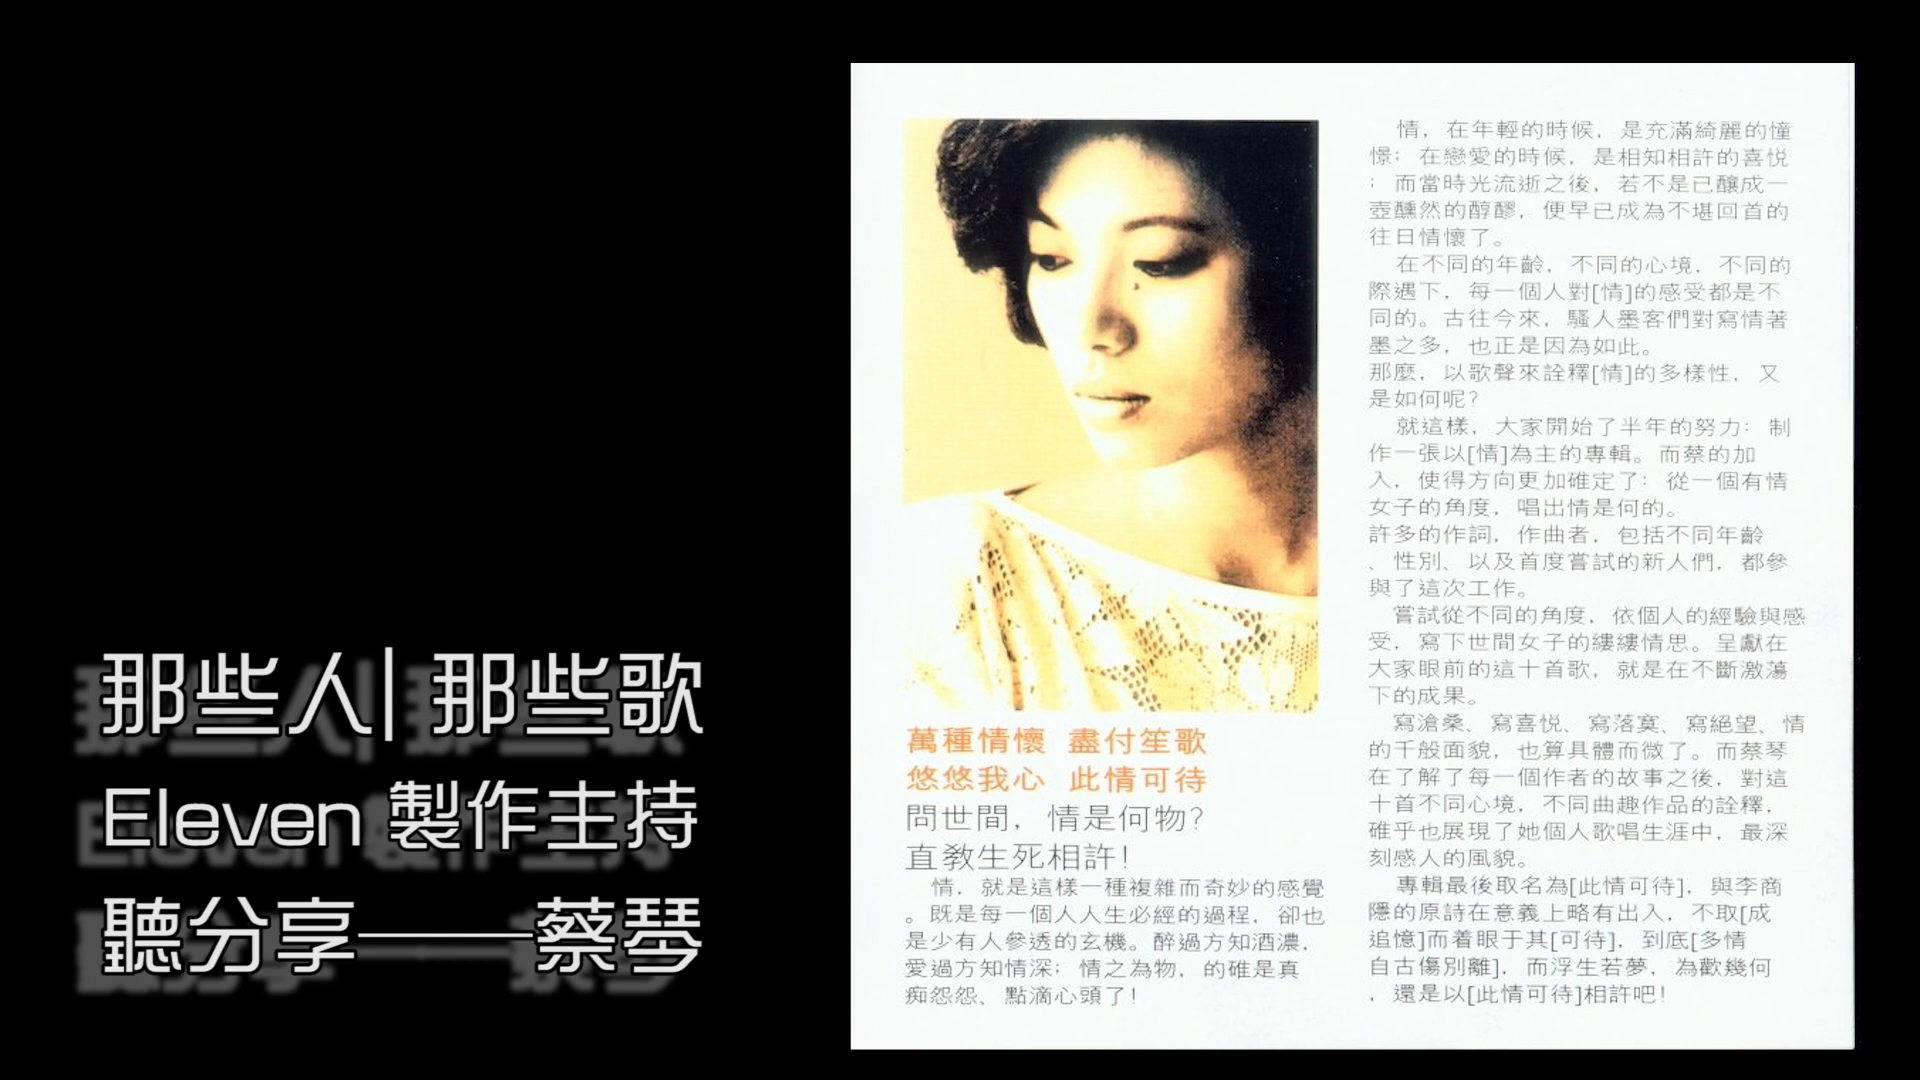 那些人| 那些歌
Eleven 製作主持
聽分享——蔡琴
萬種情懷 盡付笙歌
悠悠我心 此情可待
問世間，情是何物？
直教生死相許！
情，就是這樣一種複雜而奇妙的感覺
。既是每一個人人生必經的過程，卻也
是少有人參透的玄機。醉過方知酒濃，
愛過方知情深；情之為物，的確是真
痴怨怨、點滴心頭了！
情，在年輕的時候，是充滿綺麗的憧
憬；在戀愛的時候，是相知相許的喜悅
；而當時光流逝之後，若不是已釀成一
壺醺然的醇醪，便早已成為不堪回首的
往日情懷了。
在不同的年齡，不同的心境，不同的
際遇下，每一個人對[情]的感受都是不
同的。古往今來，騷人墨客們對寫情著
墨之多，也正是因為如此。
那麼，以歌聲來詮釋[情]的多樣性，又
是如何呢？
就這樣，大家開始了半年的努力：制
作一張以[情]為主的專輯。而蔡的加
入，使得方向更加確定了：從一個有情
女子的角度，唱出情是何的。
許多的作詞，作曲者，包括不同年齡
、性別、以及首度嘗試的新人們，都參
與了這次工作。
嘗試從不同的角度，依個人的經驗與感
受，寫下世間女子的縷縷情思。呈獻在
大家眼前的這十首歌，就是在不斷激蕩
下的成果。
寫滄桑、寫喜悅、寫落寞、寫絕望、情
的千般面貌，也算具體而微了。而蔡琴
在了解了每一個作者的故事之後，對這
十首不同心境，不同曲趣作品的詮釋，
確乎也展現了她個人歌唱生涯中，最深
刻感人的風貌。
專輯最後取名為[此情可待]，與李商
隱的原詩在意義上略有出入，不取[成
追憶]而着眼于其[可待]，到底[多情
自古傷別離]，而浮生若夢，為歡幾何
，還是以[此情可待]相許吧！